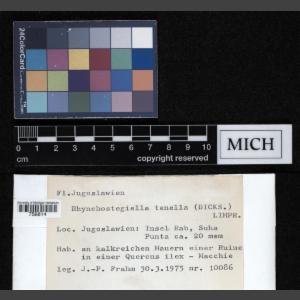 24ColorCard
0 1 2 3 4 5 6 7 8 9 10
cm
copyright reserved
MICH
Fl.Jugoslawien
Rhynchostegiella tenella (DICKS.)
LIMPR.
Loc. Jugoslawien: Insel Rab, Suha
Punta ca. 20 msm
Hab. an kalkreichen Mauern einer Ruine
in einer Quercus ilex - Macchie
leg. J.-P. Frahm 30.3.1975 nr. 10086